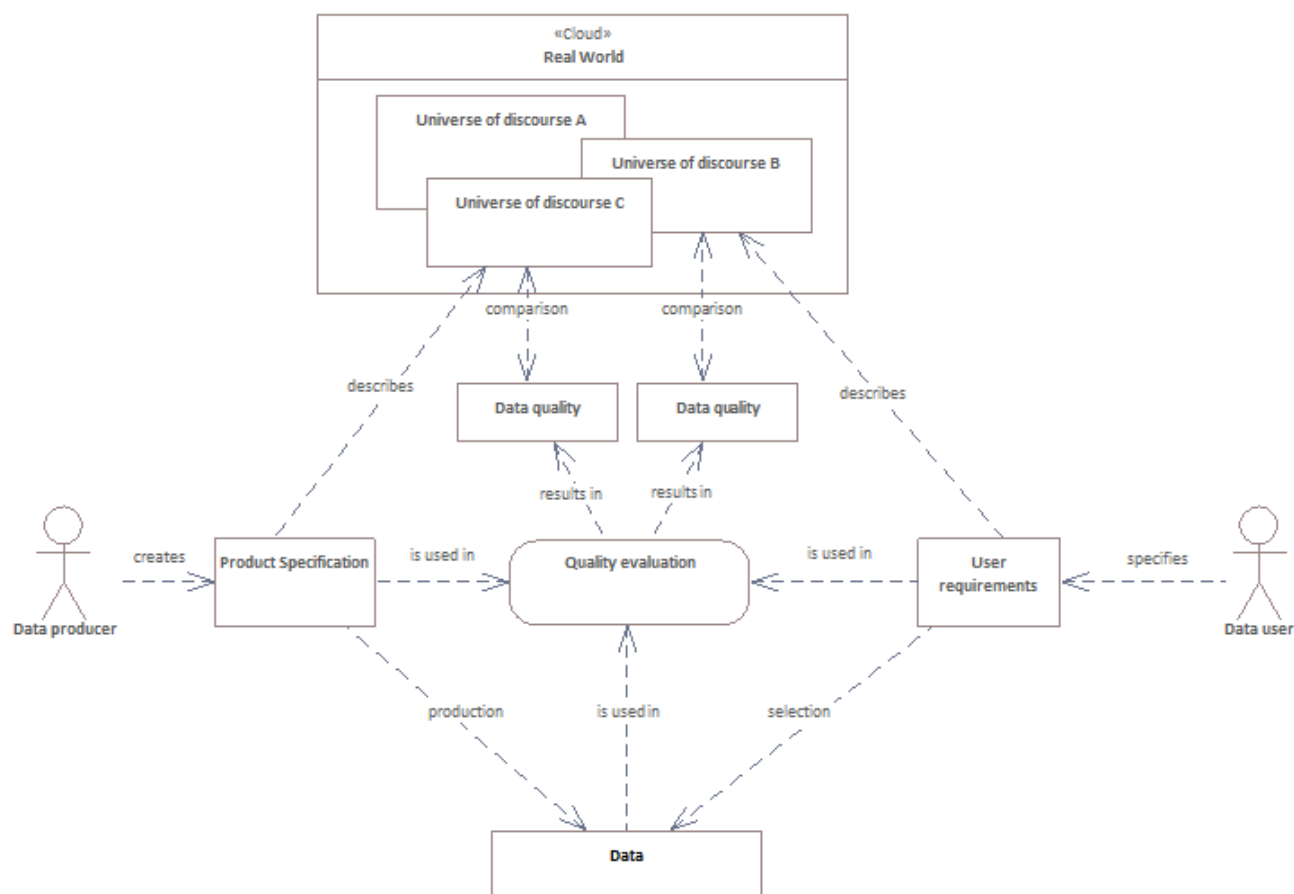 «Cloud»
Real World
Universe of discourse A
Universe of discourse B
Universe of discourse C
comparison
comparison
describes
describes
Data quality
Data quality
results in
results in
creates
Product Specification
is used in
Quality evaluation
is used in
User
requirements
specifies
Data producer
Data user
production
is used in
selection
Data